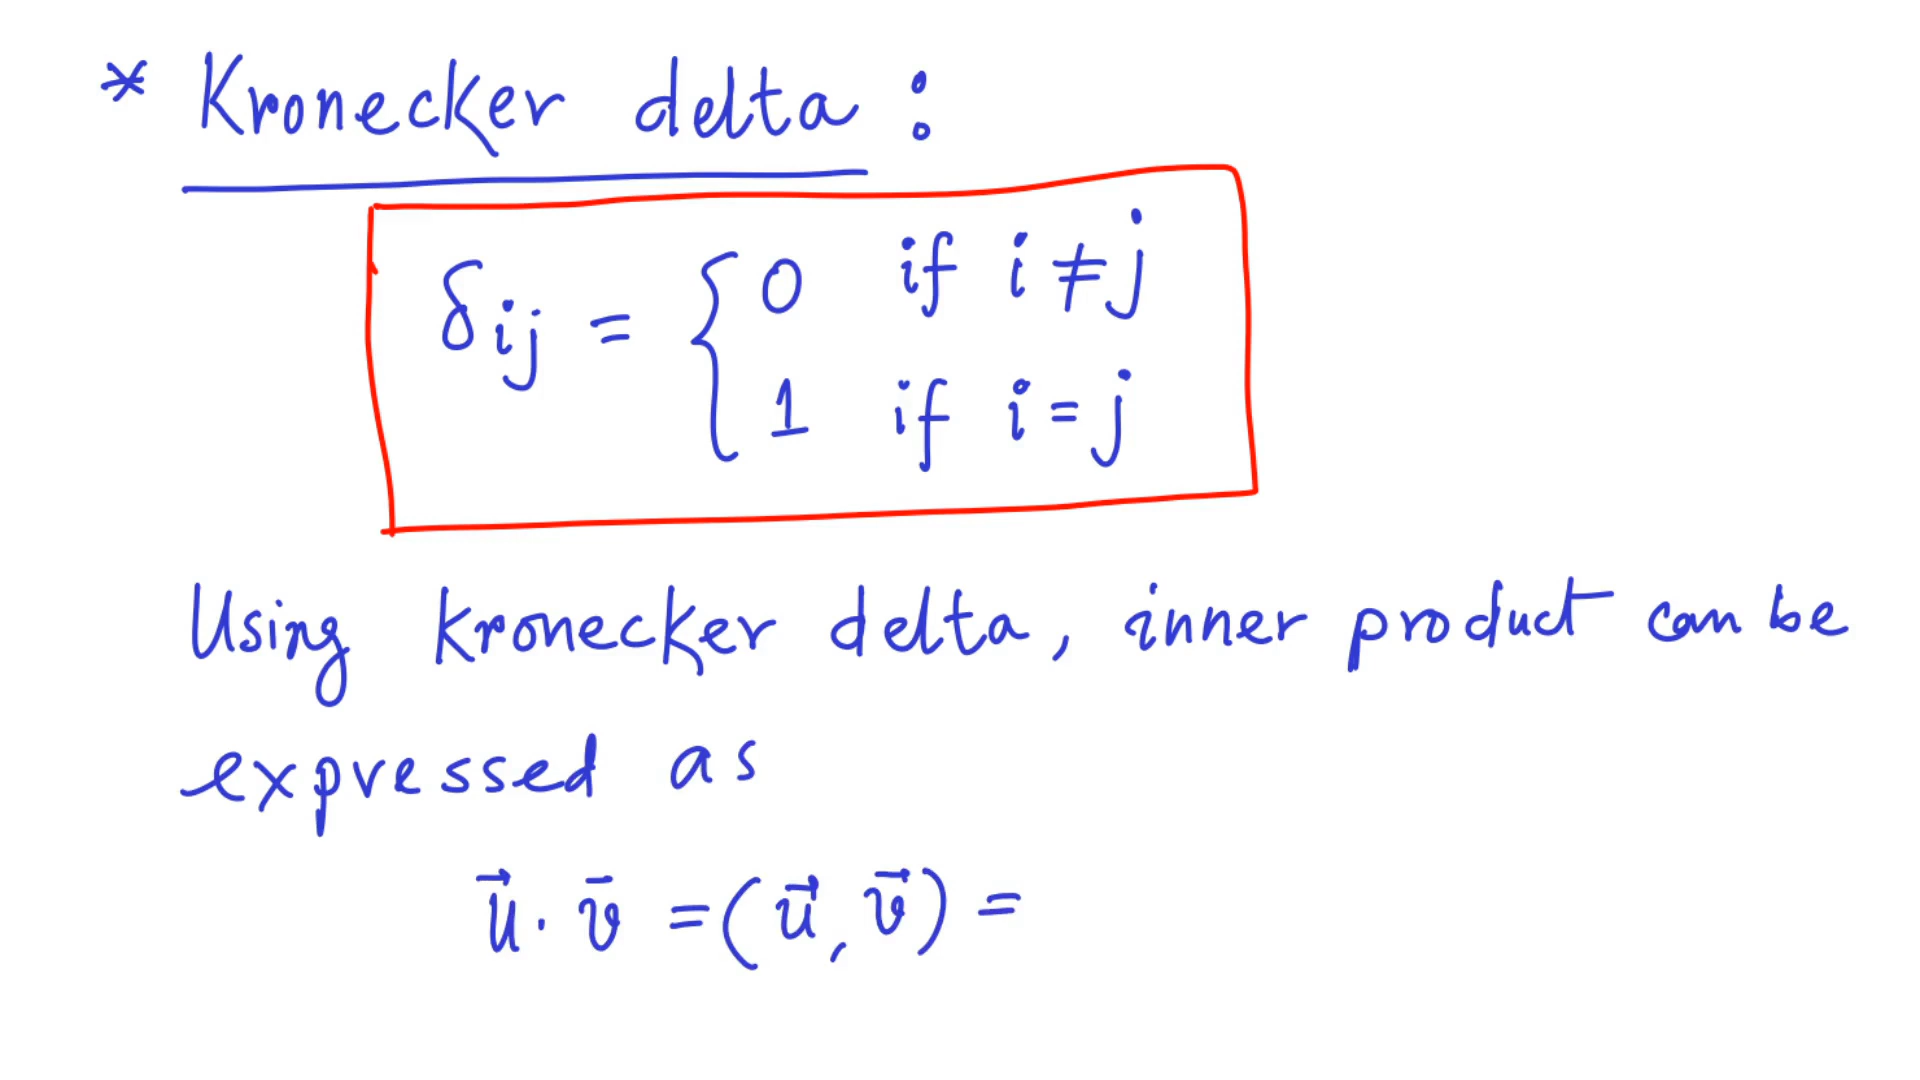 * Kronecker delta :
δij = { 0 if i ≠ j
1 if i = j
Using Kronecker delta, inner product can be
expressed as
u⃗ · v̄ = (u⃗, v⃗) =